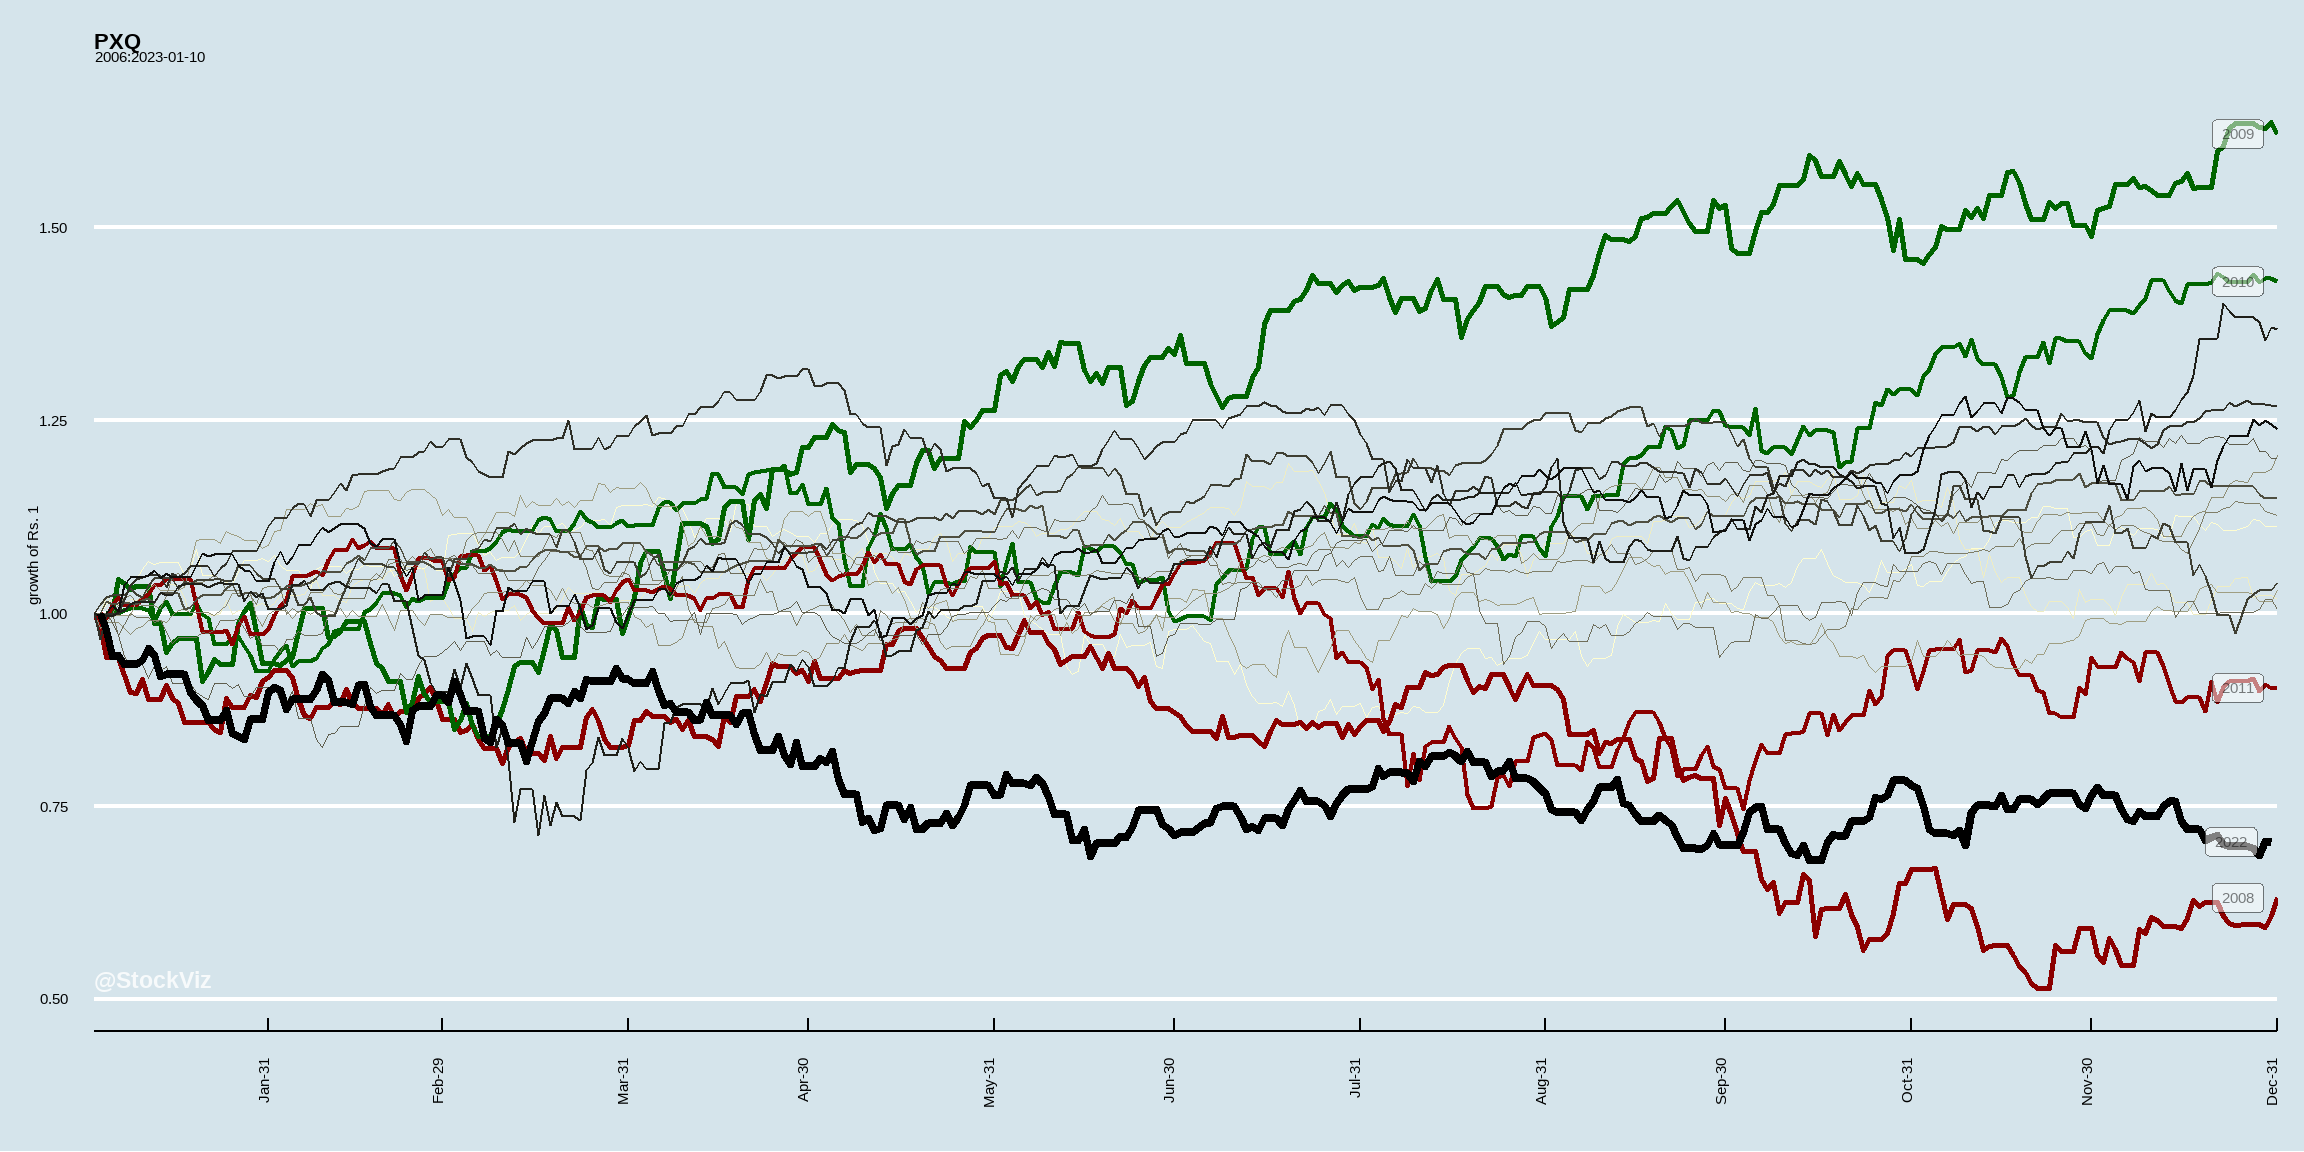 PXQ
2006:2023-01-10
2009
1.50
2010
1.25
growth of Rs. 1
1.00
2011
0.75
2022
2008
@StockViz
0.50
Jan-31
Feb-29
Mar-31
Apr-30
May-31
Jun-30
Jul-31
Aug-31
Sep-30
Oct-31
Nov-30
Dec-31